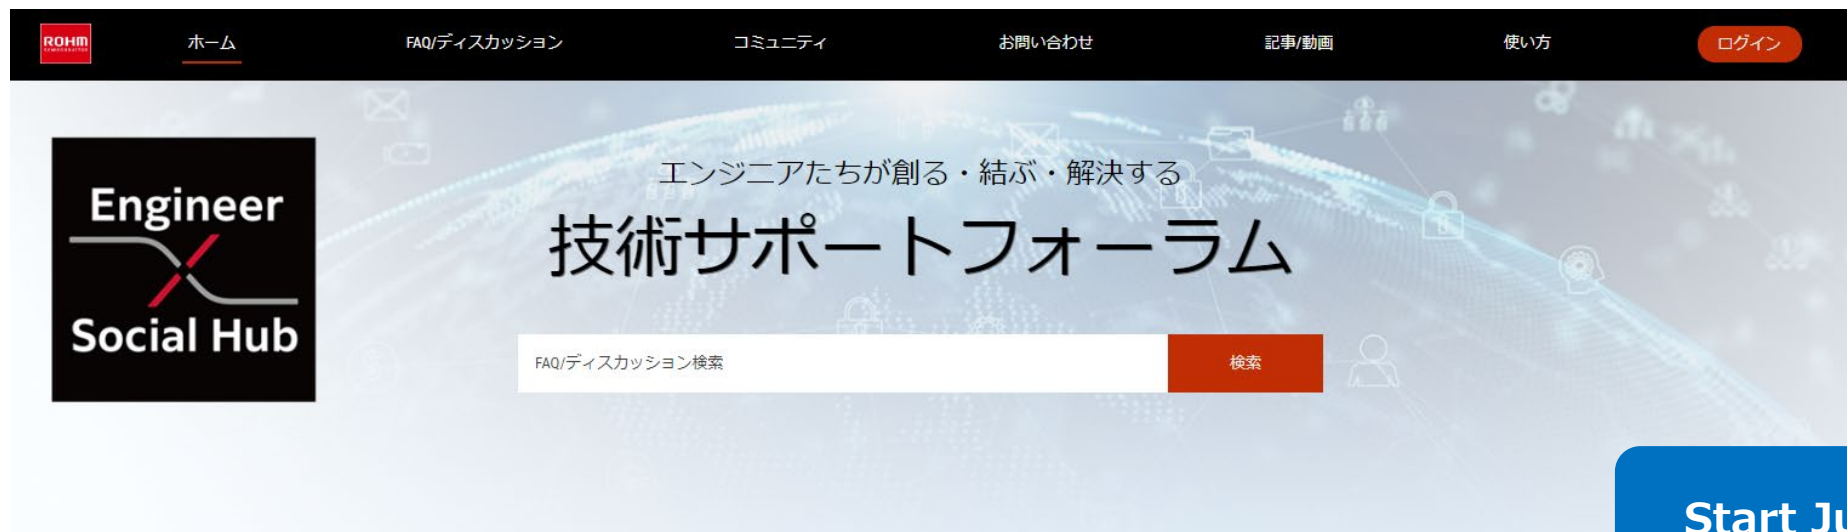 ROHM
SEMICONDUCTOR
ホーム
FAQ/ディスカッション
コミュニティ
お問い合わせ
記事/動画
使い方
ログイン
エンジニアたちが創る・結ぶ・解決する
技術サポートフォーラム
Engineer
Social Hub
FAQ/ディスカッション検索
検索
Start Ju